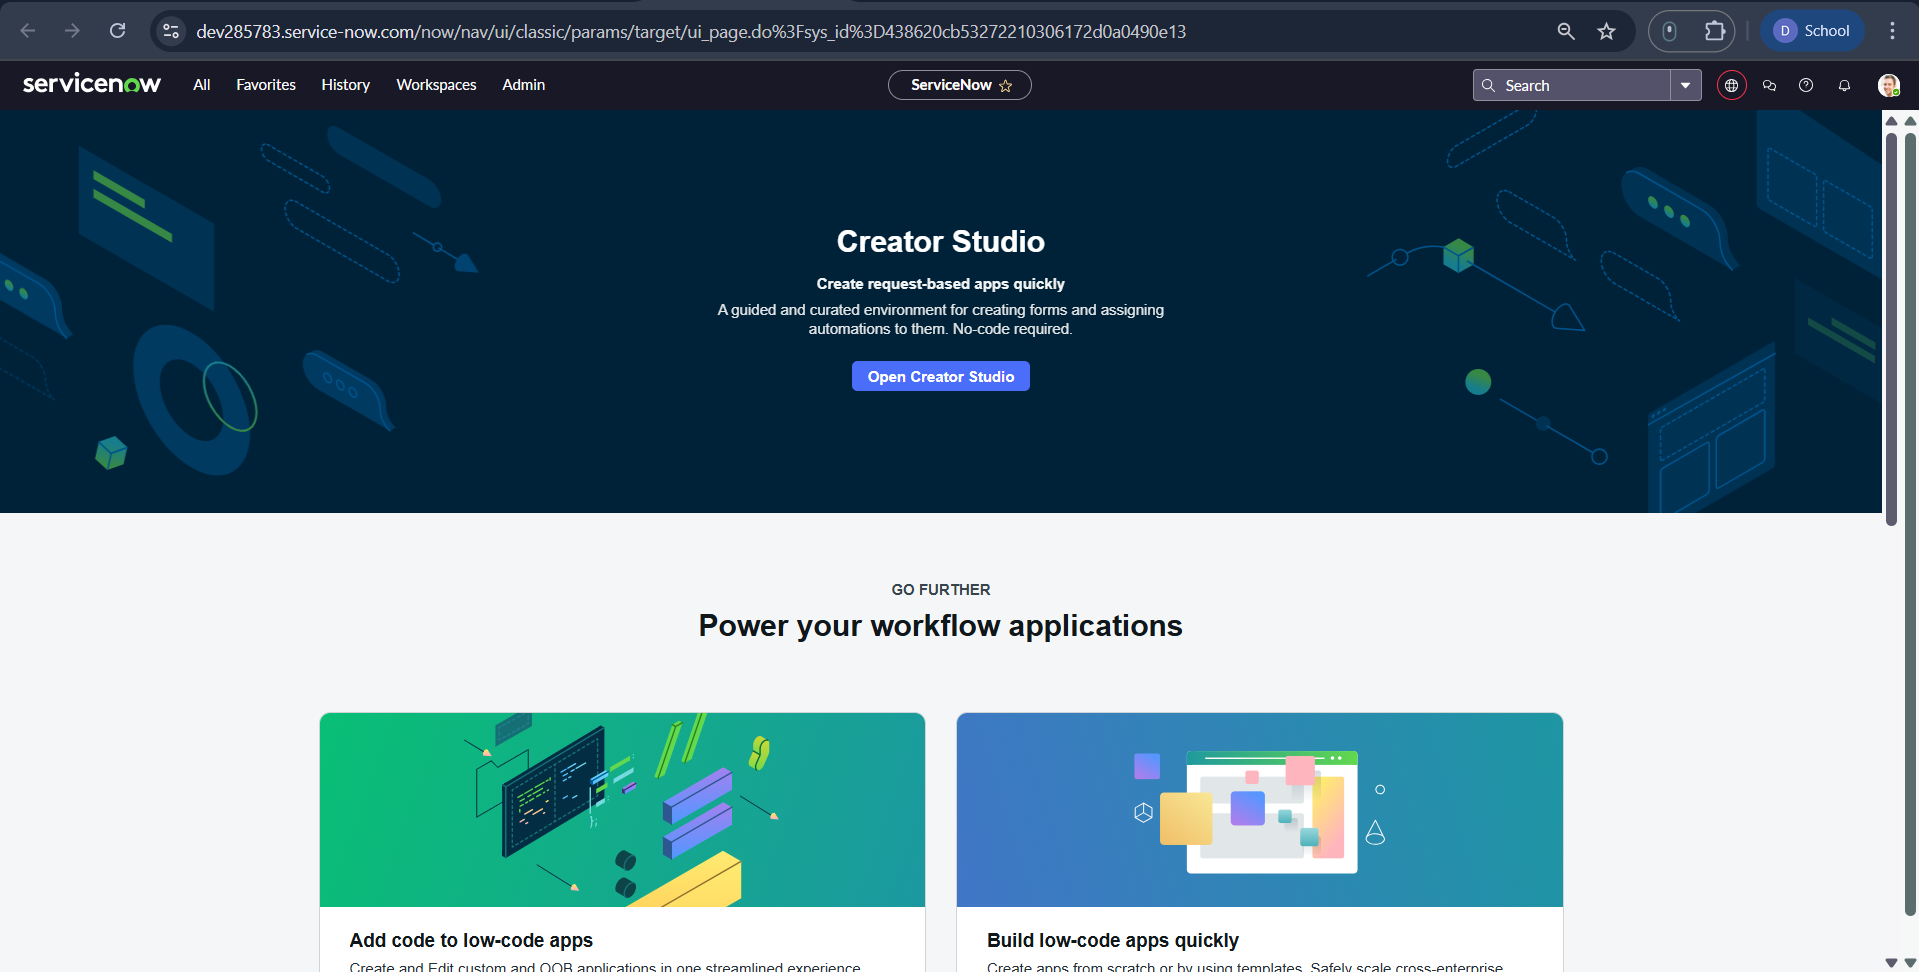 dev285783.service-now.com/now/nav/ui/classic/params/target/ui_page.do%3Fsys_id%3D438620cb53272210306172d0a0490e13
D School
servicenow All Favorites History Workspaces Admin ServiceNow Search
Creator Studio
Create request-based apps quickly
A guided and curated environment for creating forms and assigning
automations to them. No-code required.
Open Creator Studio
GO FURTHER
Power your workflow applications
Add code to low-code apps
Create and Edit custom and OOB applications in one streamlined experience.
Build low-code apps quickly
Create apps from scratch or by using templates. Safely scale cross-enterprise